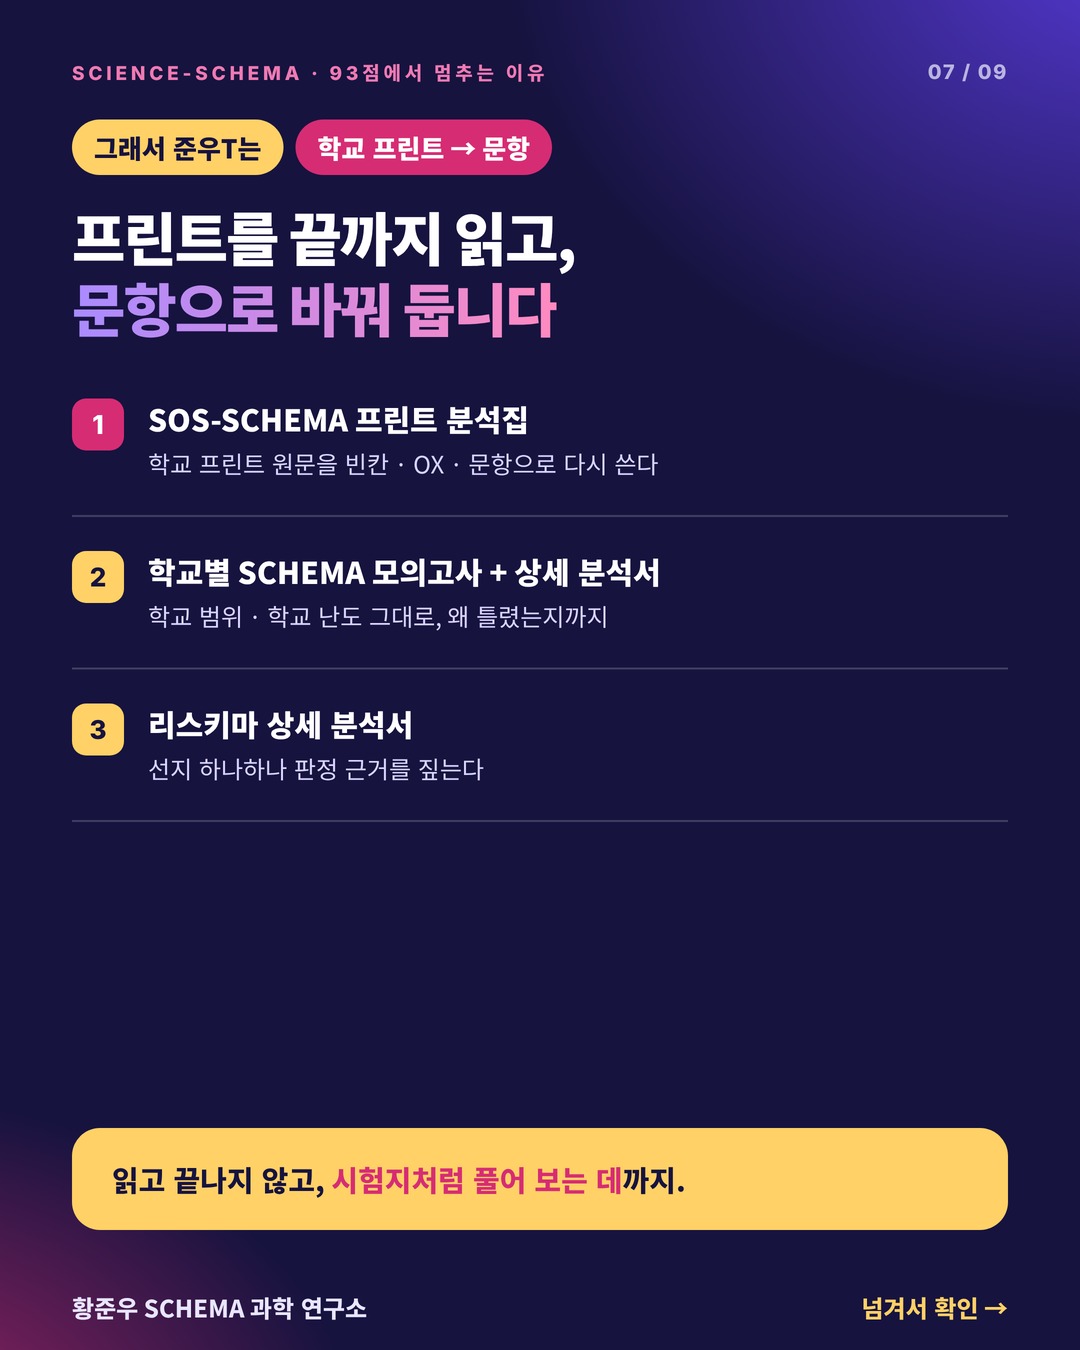 SCIENCE-SCHEMA · 93점에서 멈추는 이유
07 / 09
그래서 준우T는
학교 프린트 → 문항
프린트를 끝까지 읽고,
문항으로 바꿔 둡니다
1
SOS-SCHEMA 프린트 분석집
학교 프린트 원문을 빈칸 · OX · 문항으로 다시 쓴다
2
학교별 SCHEMA 모의고사 + 상세 분석서
학교 범위 · 학교 난도 그대로, 왜 틀렸는지까지
3
리스키마 상세 분석서
선지 하나하나 판정 근거를 짚는다
읽고 끝나지 않고, 시험지처럼 풀어 보는 데까지.
황준우 SCHEMA 과학 연구소
넘겨서 확인 →